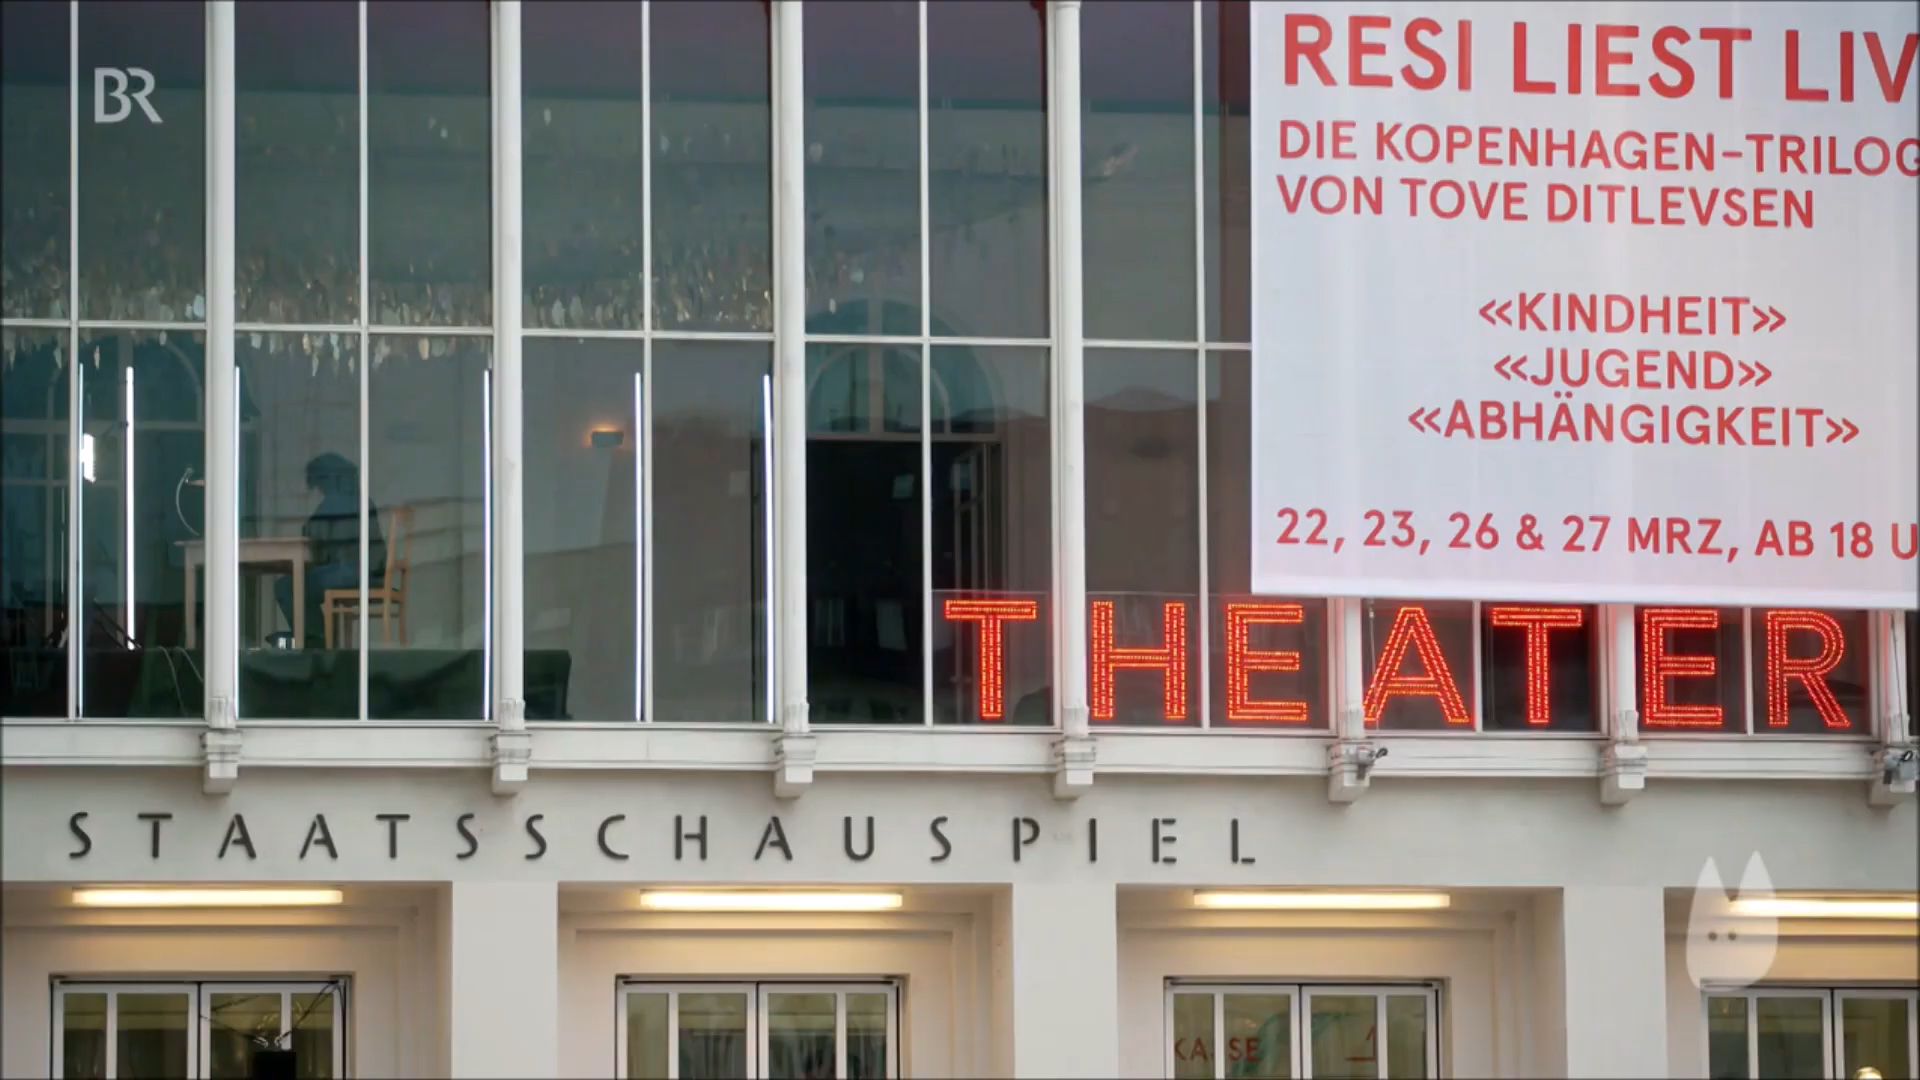 BR
RESI LIEST LIV
DIE KOPENHAGEN-TRILOG
VON TOVE DITLEVSEN
«KINDHEIT»
«JUGEND»
«ABHÄNGIGKEIT»
22, 23, 26 & 27 MRZ, AB 18 U
THEATER
STAATSSCHAUSPIEL
KASSE